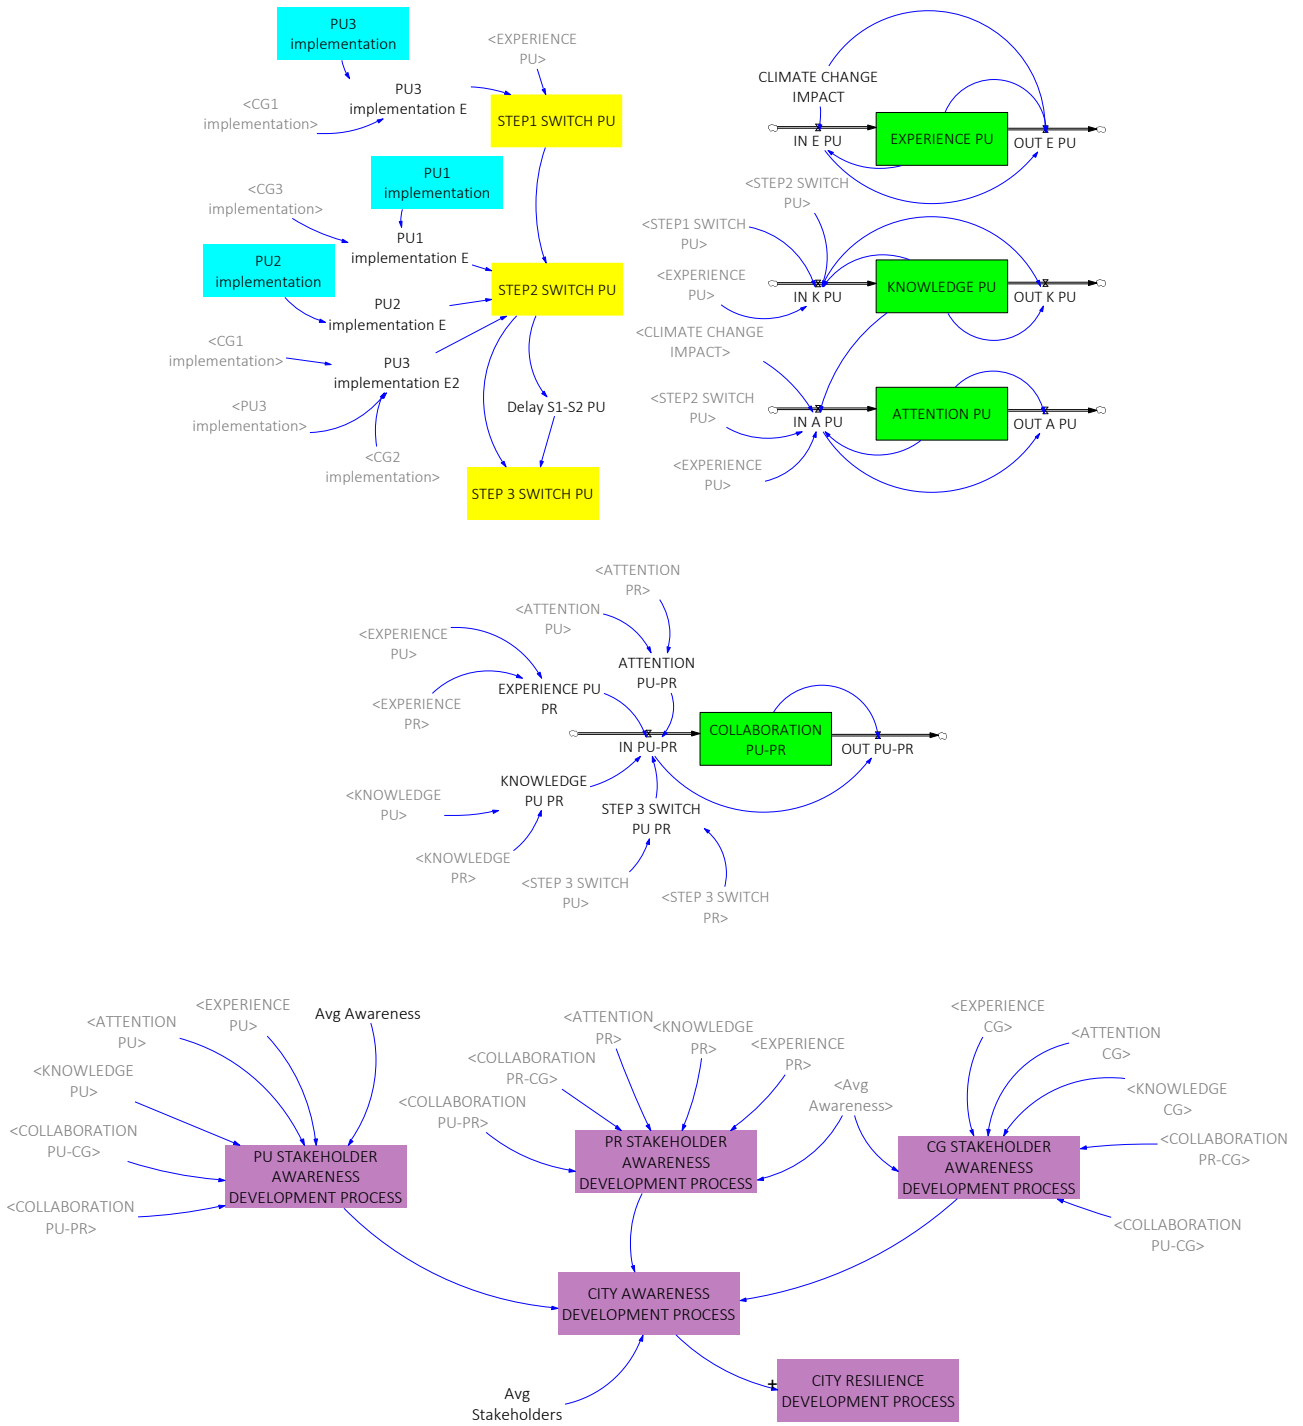 PU3
implementation
<EXPERIENCE
PU>
PU3
implementation E
<CG1
implementation>
STEP1 SWITCH PU
PU1
implementation
<CG3
implementation>
PU1
implementation E
PU2
implementation
STEP2 SWITCH PU
PU2
implementation E
<CG1
implementation>
PU3
implementation E2
<PU3
implementation>
<CG2
implementation>
Delay S1-S2 PU
STEP 3 SWITCH PU
CLIMATE CHANGE
IMPACT
IN E PU
EXPERIENCE PU
OUT E PU
<STEP2 SWITCH
PU>
<STEP1 SWITCH
PU>
<EXPERIENCE
PU>
IN K PU
KNOWLEDGE PU
OUT K PU
<CLIMATE CHANGE
IMPACT>
<STEP2 SWITCH
PU>
IN A PU
ATTENTION PU
OUT A PU
<EXPERIENCE
PU>
<ATTENTION
PR>
<ATTENTION
PU>
<EXPERIENCE
PU>
<EXPERIENCE
PR>
EXPERIENCE PU
PR
ATTENTION
PU-PR
IN PU-PR
COLLABORATION
PU-PR
OUT PU-PR
KNOWLEDGE
PU PR
<KNOWLEDGE
PU>
<KNOWLEDGE
PR>
STEP 3 SWITCH
PU PR
<STEP 3 SWITCH
PU>
<STEP 3 SWITCH
PR>
<EXPERIENCE
PU>
Avg Awareness
<ATTENTION
PU>
<KNOWLEDGE
PU>
<COLLABORATION
PU-CG>
<COLLABORATION
PU-PR>
PU STAKEHOLDER
AWARENESS
DEVELOPMENT PROCESS
<ATTENTION
PR>
<KNOWLEDGE
PR>
<EXPERIENCE
PR>
<COLLABORATION
PR-CG>
<COLLABORATION
PU-PR>
<Avg
Awareness>
PR STAKEHOLDER
AWARENESS
DEVELOPMENT PROCESS
<EXPERIENCE
CG>
<ATTENTION
CG>
<KNOWLEDGE
CG>
<COLLABORATION
PR-CG>
<COLLABORATION
PU-CG>
CG STAKEHOLDER
AWARENESS
DEVELOPMENT PROCESS
CITY AWARENESS
DEVELOPMENT PROCESS
Avg
Stakeholders
+
CITY RESILIENCE
DEVELOPMENT PROCESS